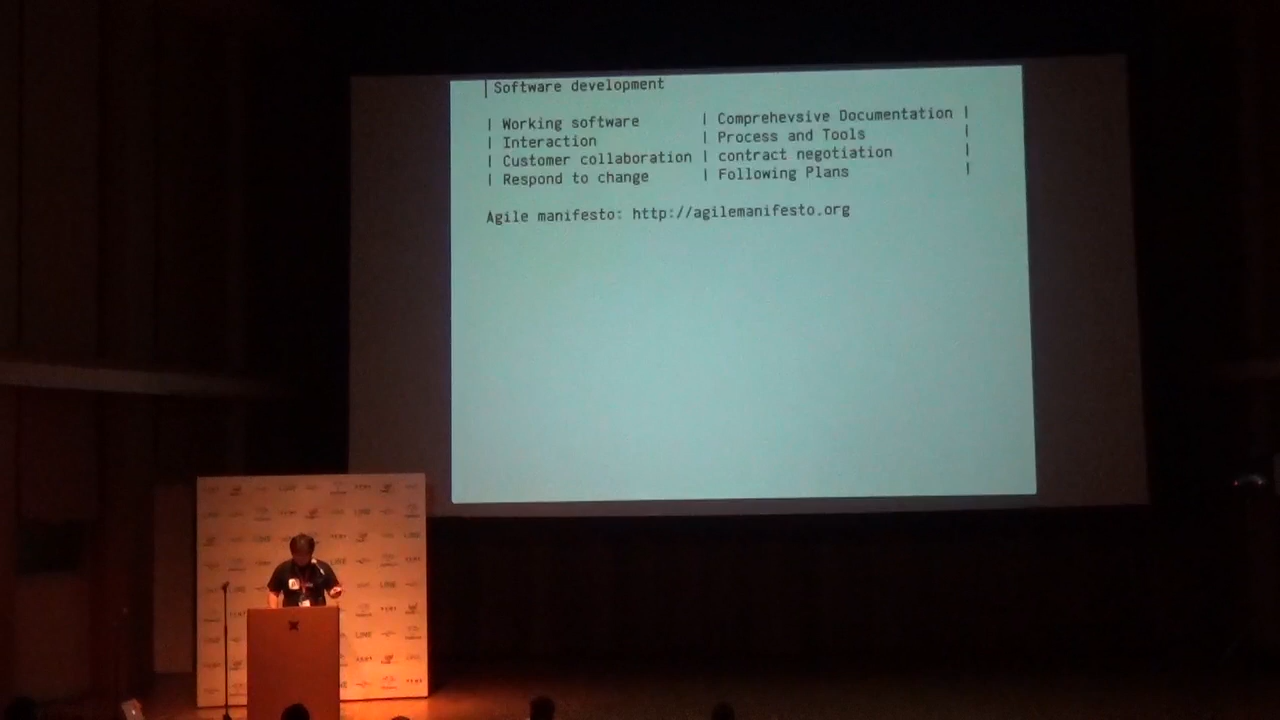 Software development
| Working software | Comprehevsive Documentation |
| Interaction | Process and Tools |
| Customer collaboration | contract negotiation |
| Respond to change | Following Plans |
Agile manifesto: http://agilemanifesto.org
LINE